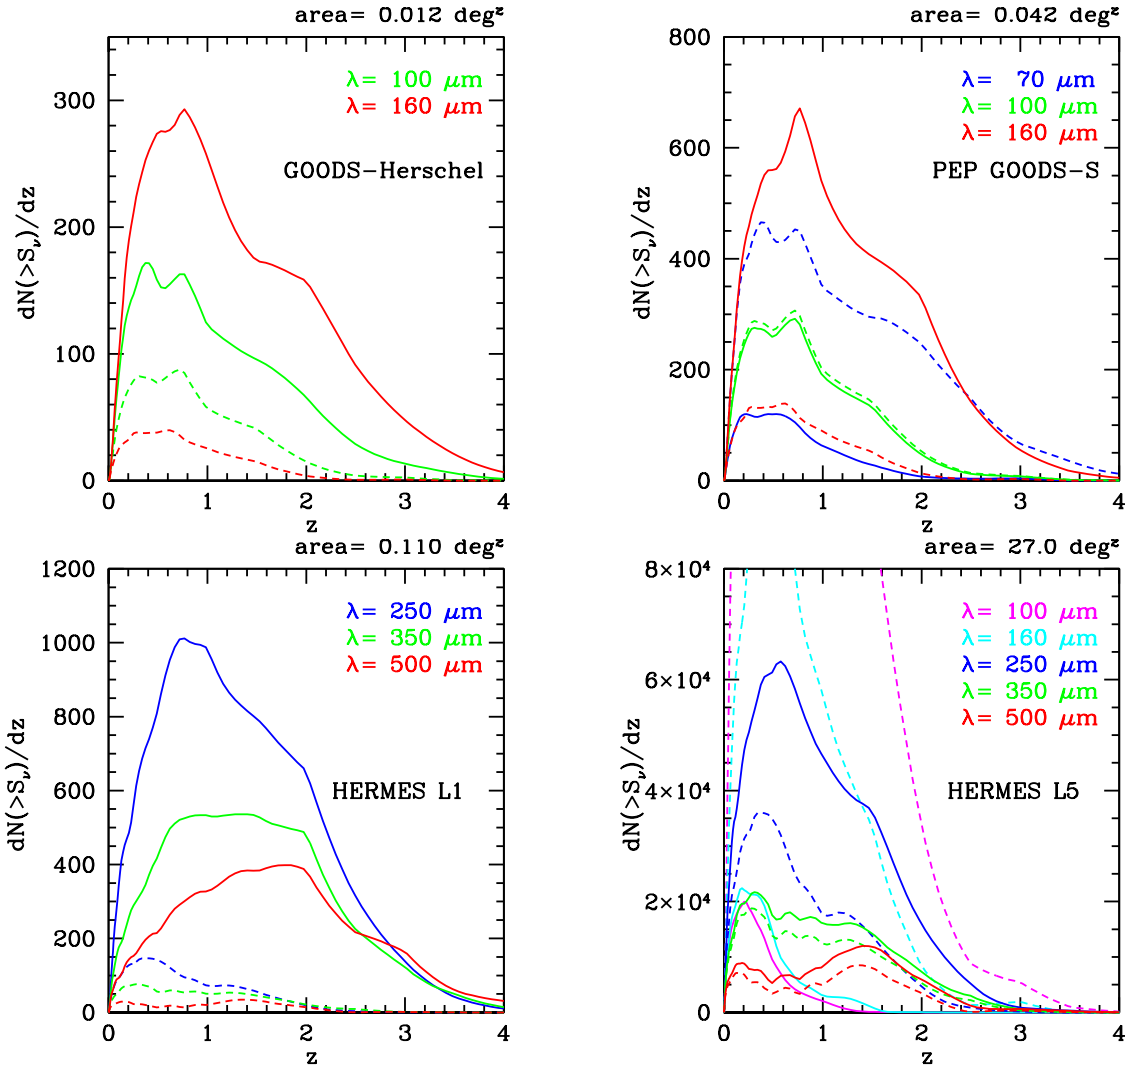 area= 0.012 deg²
λ= 100 μm
λ= 160 μm
GOODS-Herschel
dN(>Sᵥ)/dz
300
200
100
0
0 1 2 3 4
z
area= 0.042 deg²
λ= 70 μm
λ= 100 μm
λ= 160 μm
PEP GOODS-S
dN(>Sᵥ)/dz
800
600
400
200
0
0 1 2 3 4
z
area= 0.110 deg²
λ= 250 μm
λ= 350 μm
λ= 500 μm
HERMES L1
dN(>Sᵥ)/dz
1200
1000
800
600
400
200
0
0 1 2 3 4
z
area= 27.0 deg²
λ= 100 μm
λ= 160 μm
λ= 250 μm
λ= 350 μm
λ= 500 μm
HERMES L5
dN(>Sᵥ)/dz
8×10⁴
6×10⁴
4×10⁴
2×10⁴
0
0 1 2 3 4
z